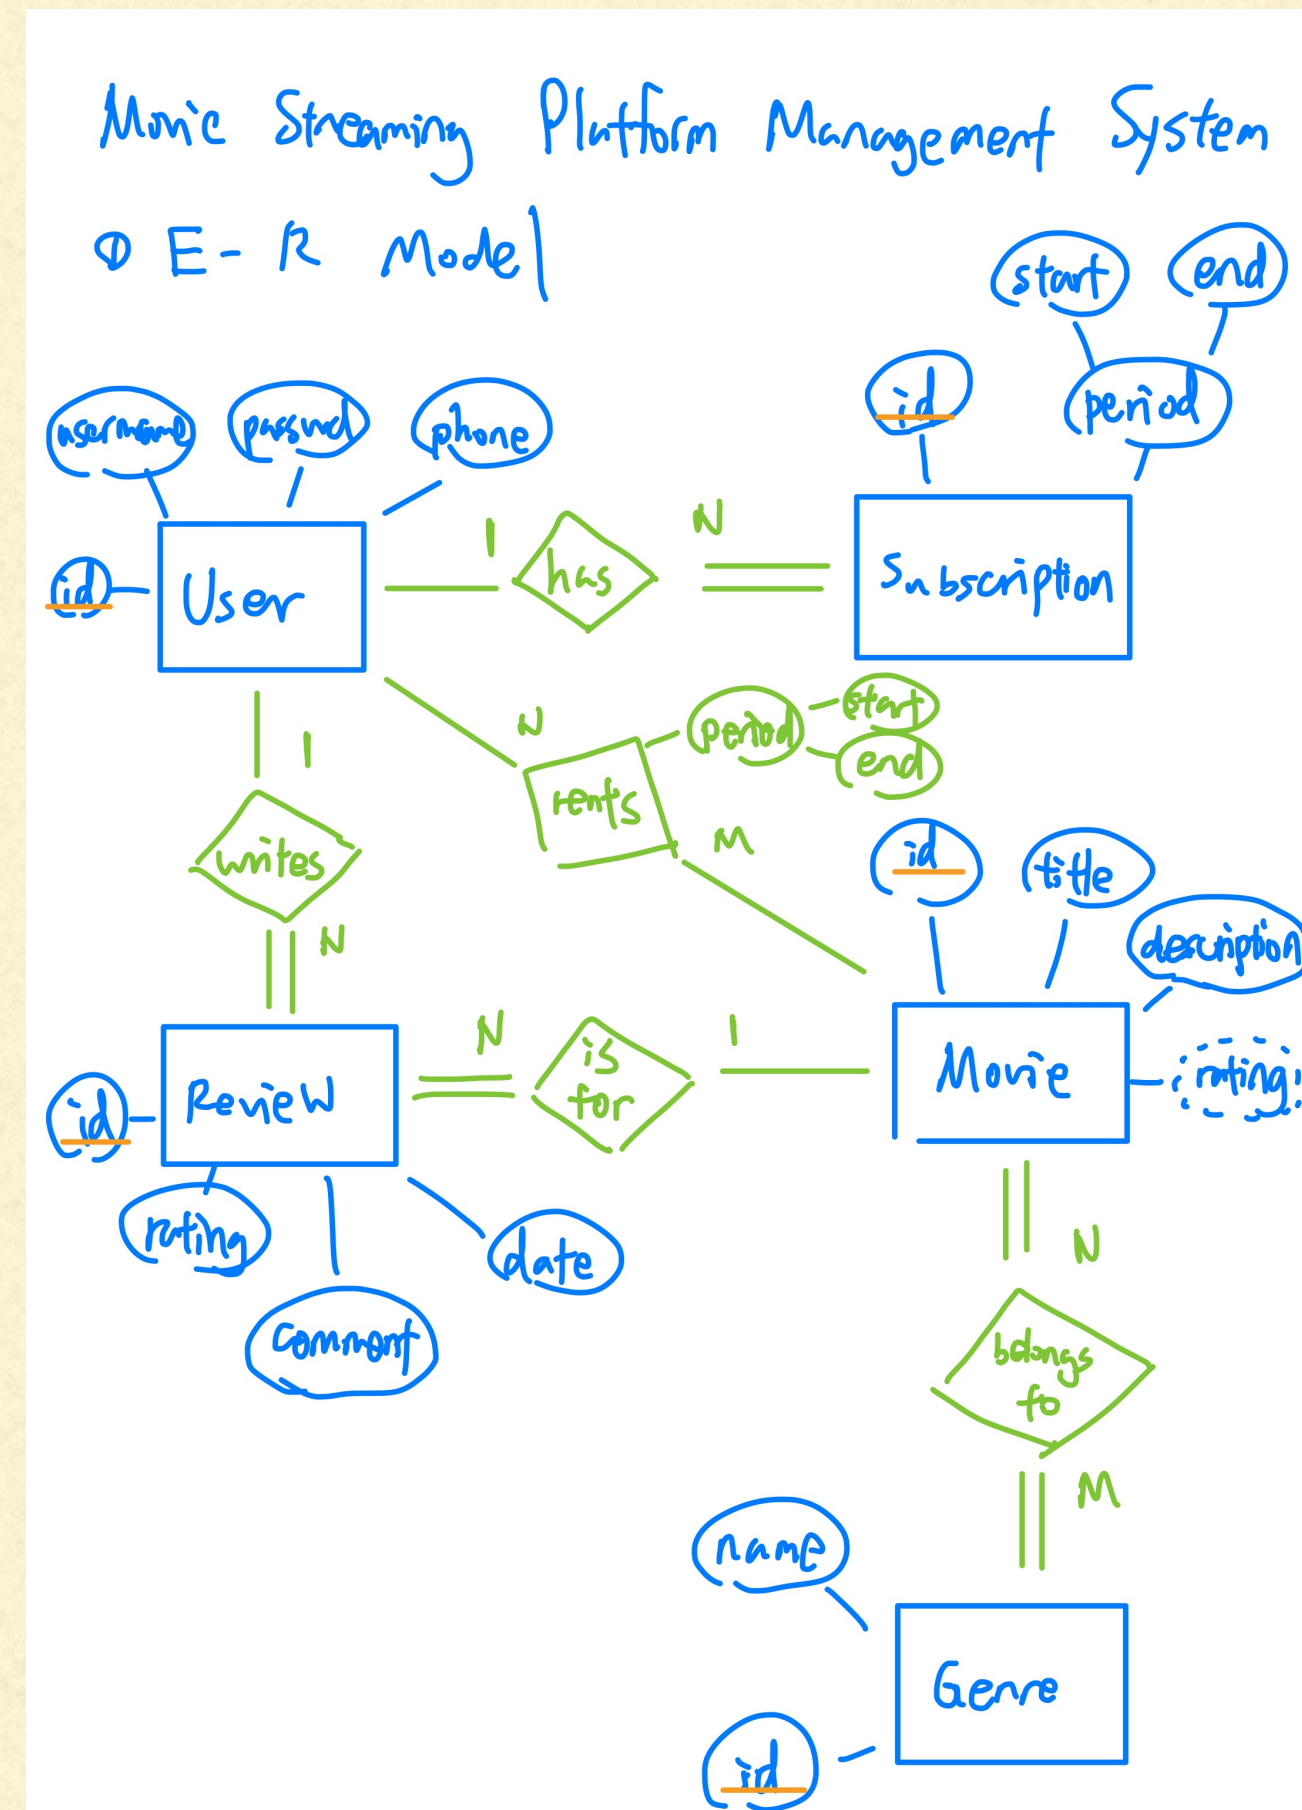 Movie Streaming Platform Management System
① E-R Model
start
end
id
period
username
passwd
phone
1
has
N
id
User
Subscription
period
start
end
N
rents
M
1
writes
N
id
title
description
N
is
for
1
id
Review
Movie
rating
rating
date
comment
N
belongs
to
M
name
Genre
id